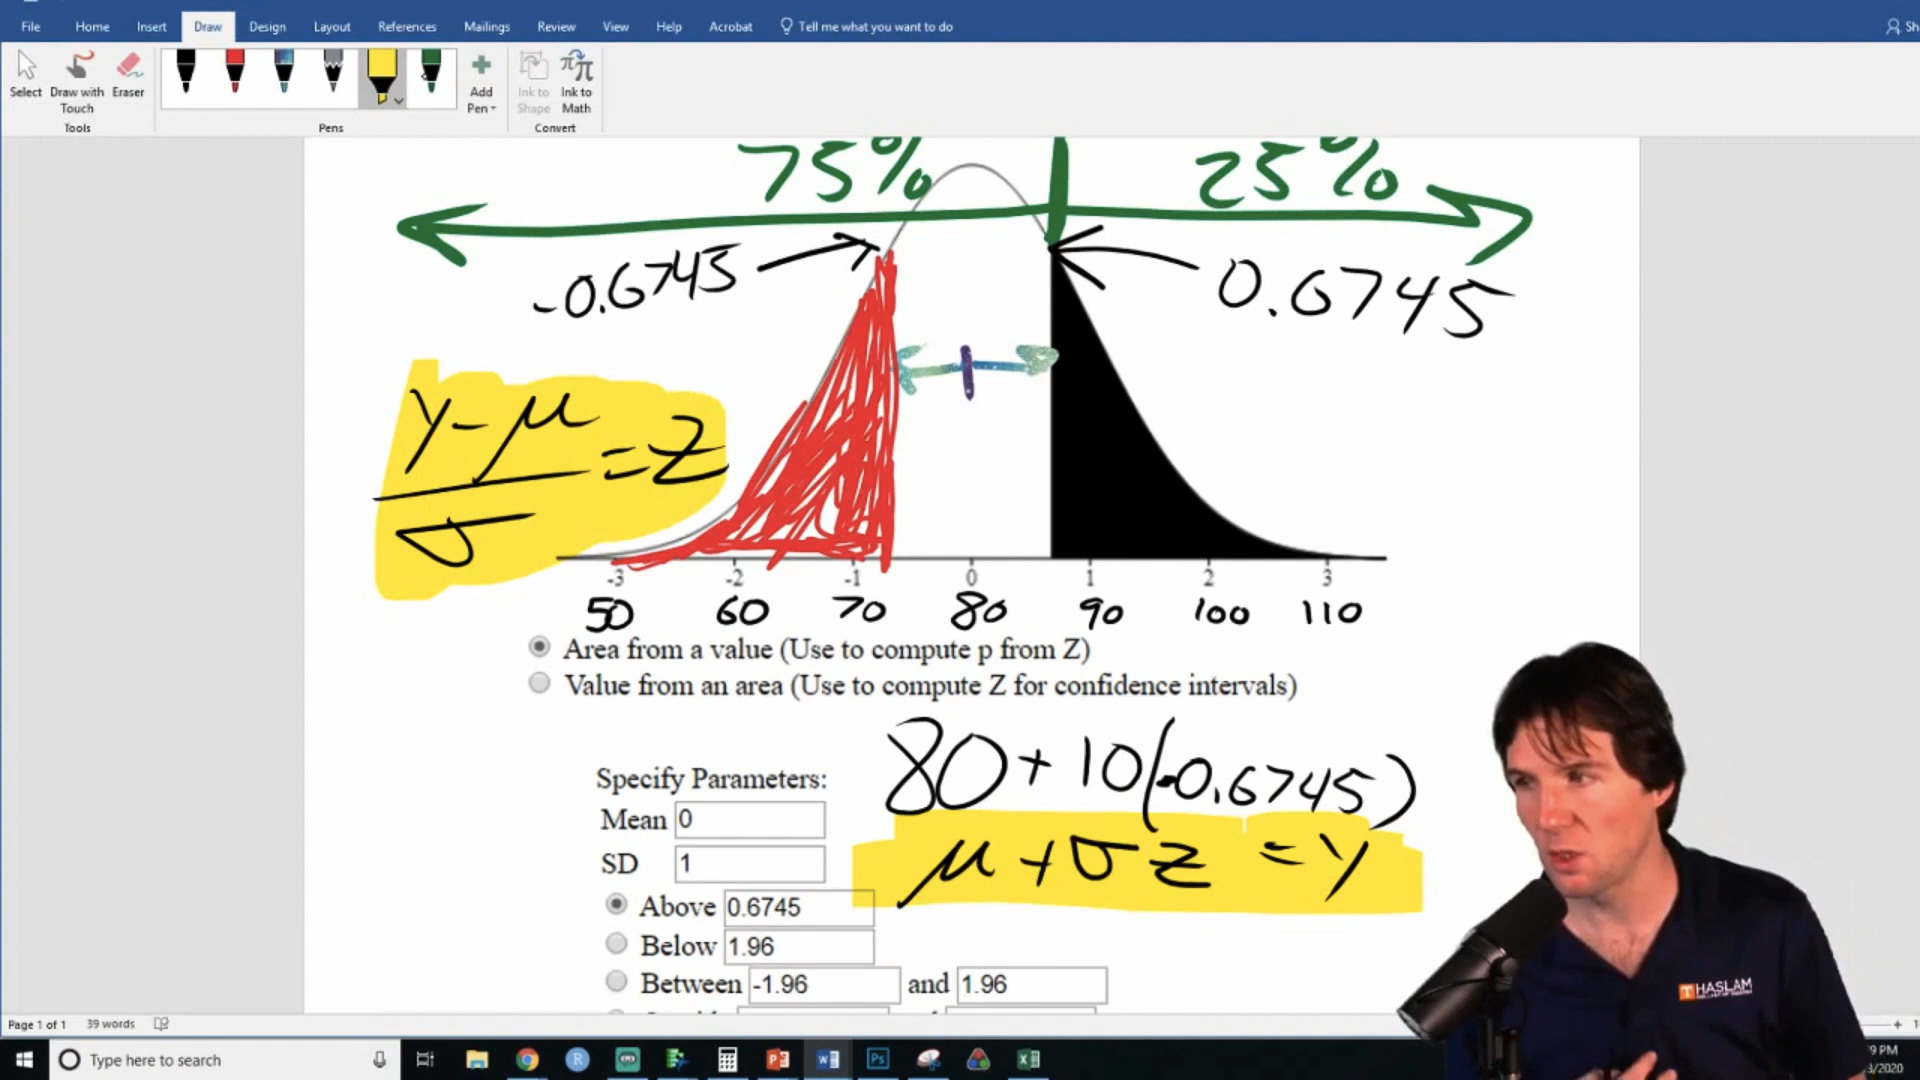 File Home Insert Draw Design Layout References Mailings Review View Help Acrobat Tell me what you want to do
Select Draw with Touch Eraser Add Pen Ink to Shape Ink to Math
Tools Pens Convert
75% 25%
-0.6745 0.6745
Y-μ/σ =Z
-3 -2 -1 0 1 2 3
50 60 70 80 90 100 110
Area from a value (Use to compute p from Z)
Value from an area (Use to compute Z for confidence intervals)
80+10(-0.6745)
Specify Parameters:
Mean 0
μ+σZ=Y
SD 1
Above 0.6745
Below 1.96
Between -1.96 and 1.96
T HASLAM
Page 1 of 1 39 words
Type here to search
9 PM
3/2020